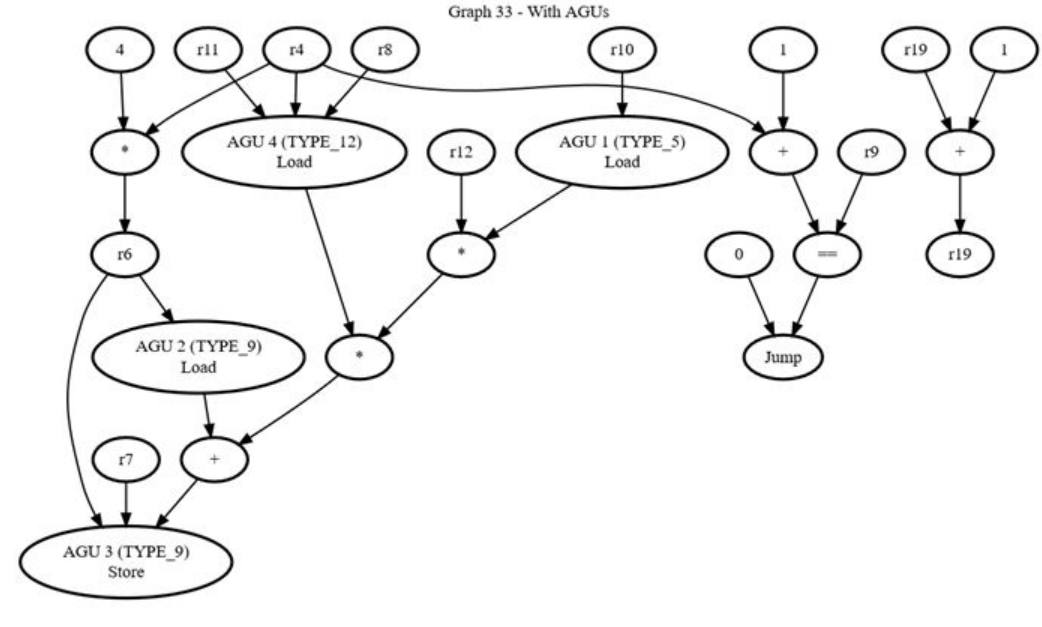 Graph 33 - With AGUs
4
r11
r4
r8
r10
1
r19
1
*
AGU 4 (TYPE_12)
Load
r12
AGU 1 (TYPE_5)
Load
+
r9
+
r6
*
0
==
r19
AGU 2 (TYPE_9)
Load
*
Jump
r7
+
AGU 3 (TYPE_9)
Store